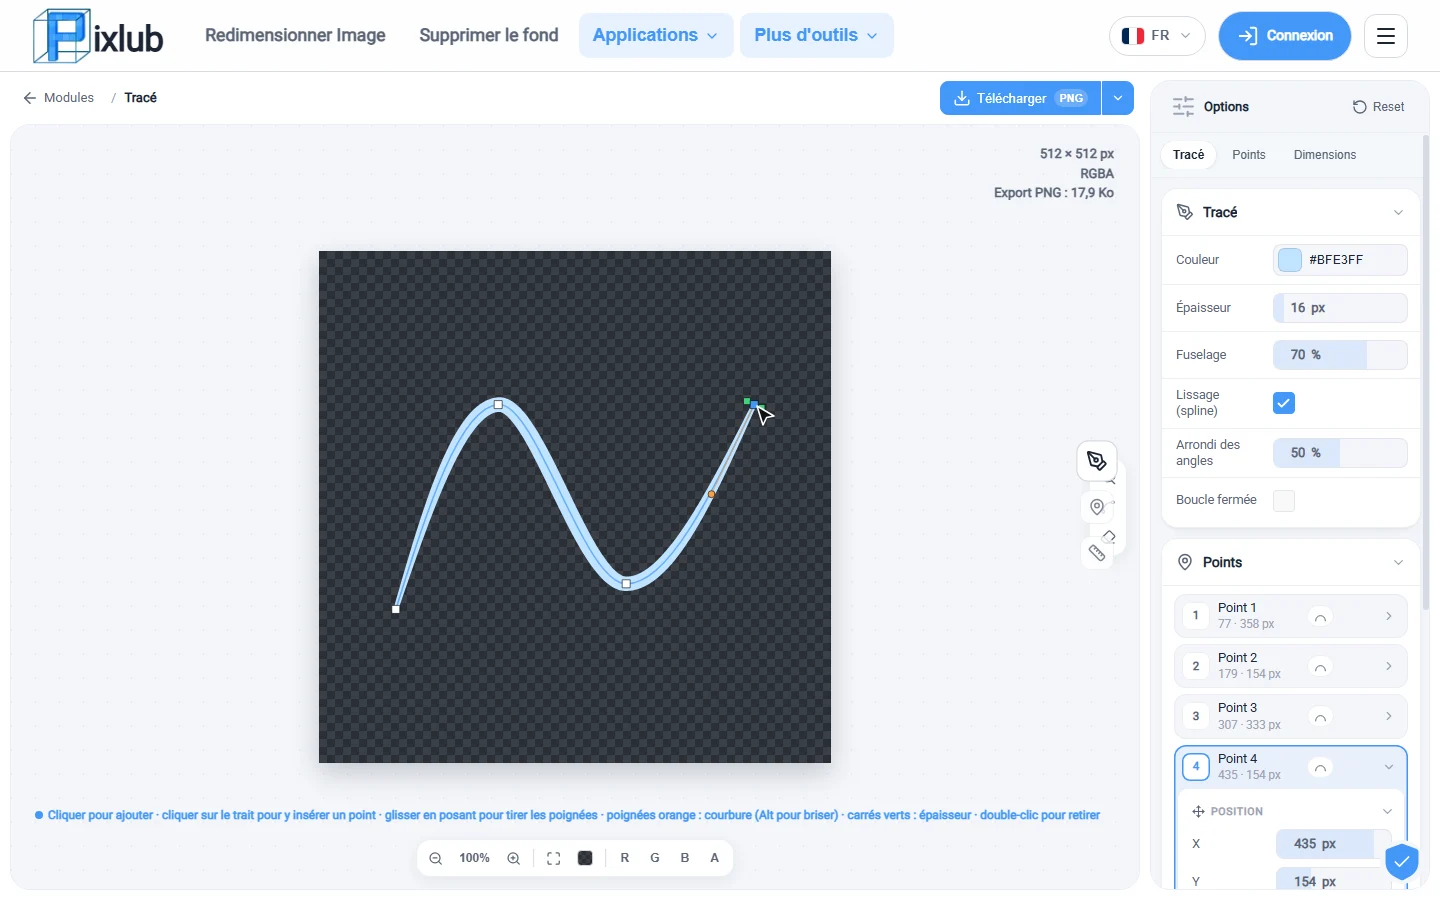 Pixlub
Redimensionner Image
Supprimer le fond
Applications
Plus d'outils
FR
Connexion
Modules / Tracé
Télécharger PNG
512 × 512 px
RGBA
Export PNG : 17,9 Ko
Cliquer pour ajouter · cliquer sur le trait pour y insérer un point · glisser en posant pour tirer les poignées · poignées orange : courbure (Alt pour briser) · carrés verts : épaisseur · double-clic pour retirer
100%
R
G
B
A
Options
Reset
Tracé
Points
Dimensions
Tracé
Couleur
#BFE3FF
Épaisseur
16 px
Fuselage
70 %
Lissage
(spline)
Arrondi des
angles
50 %
Boucle fermée
Points
1
Point 1
77 · 358 px
2
Point 2
179 · 154 px
3
Point 3
307 · 333 px
4
Point 4
435 · 154 px
POSITION
X
435 px
Y
154 px